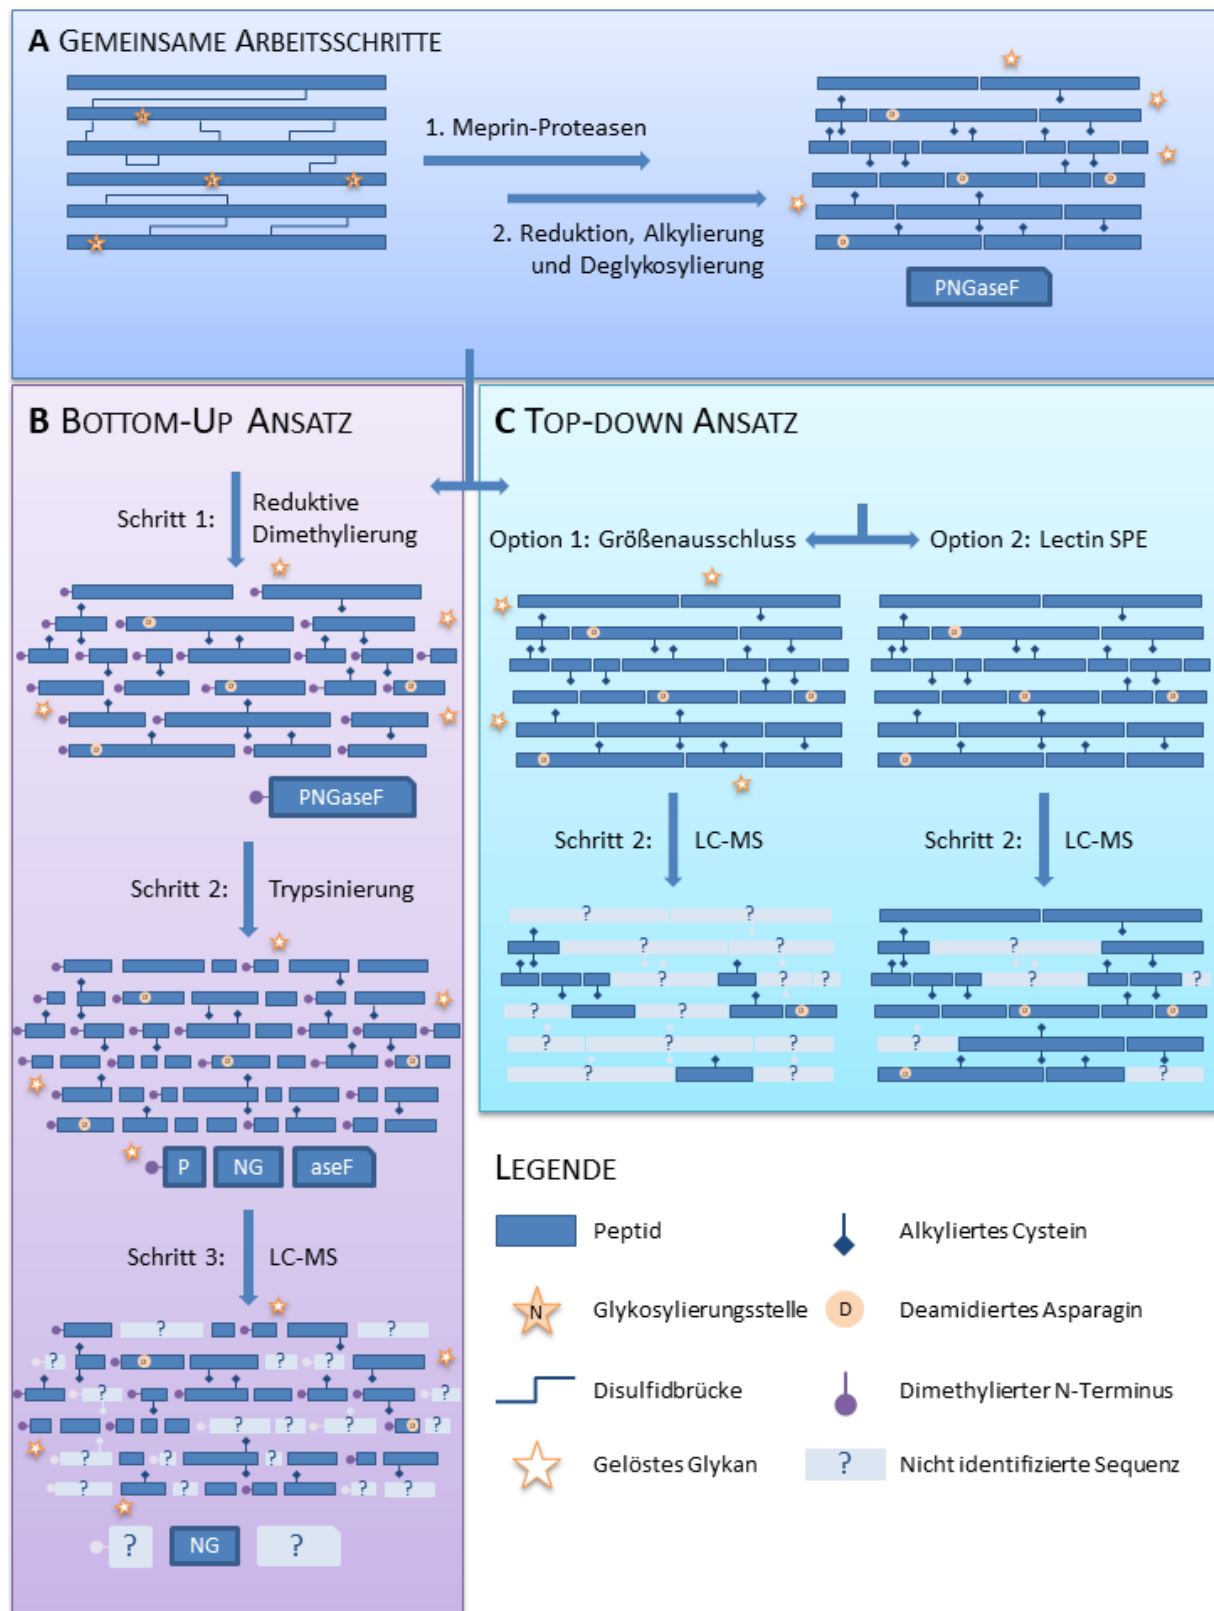 A GEMEINSAME ARBEITSSCHRITTE
N
1. Meprin-Proteasen
2. Reduktion, Alkylierung
und Deglykosylierung
D
D
D
D
PNGaseF
B BOTTOM-UP ANSATZ
Schritt 1:
Reduktive
Dimethylierung
D
D
D
D
PNGaseF
Schritt 2:
Trypsinierung
D
D
D
D
P
NG
aseF
Schritt 3:
LC-MS
? ?
? ? ?
D
? ?
? ? ? ?
D
? ? ?
? ? ? ?
? NG ?
C TOP-DOWN ANSATZ
Option 1: Größenausschluss
Option 2: Lectin SPE
D
D
D
D
D
D
D
D
Schritt 2:
LC-MS
Schritt 2:
LC-MS
? ?
? ?
? ? ?
? ?
D
? ? ?
? ?
?
? ?
D
D
?
D
?
LEGENDE
Peptid
Alkyliertes Cystein
N
Glykosylierungsstelle
D
Deamidiertes Asparagin
Disulfidbrücke
Dimethylierter N-Terminus
Gelöstes Glykan
?
Nicht identifizierte Sequenz